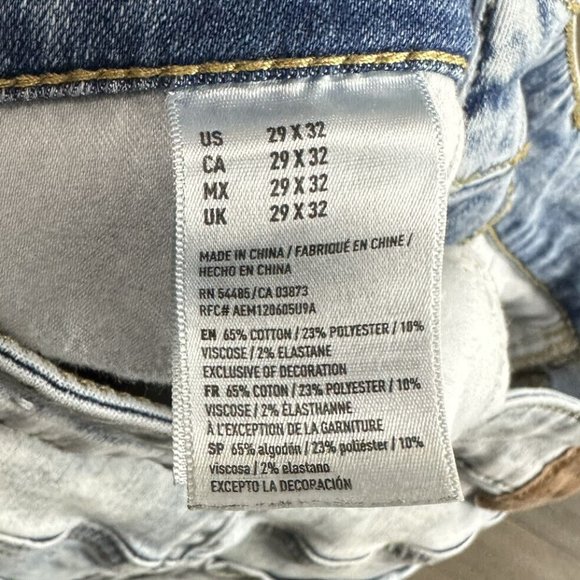 US 29 X 32
CA 29 X 32
MX 29 X 32
UK 29 X 32
MADE IN CHINA / FABRIQUÉ EN CHINE /
HECHO EN CHINA
RN 54485/CA 03873
RFC# AEM120605U9A
EN 65% COTTON / 23% POLYESTER / 10%
VISCOSE / 2% ELASTANE
EXCLUSIVE OF DECORATION
FR 65% COTON / 23% POLYESTER / 10%
VISCOSE / 2% ÉLASTHANNE
À L'EXCEPTION DE LA GARNITURE
SP 65% algodón / 23% poliéster / 10%
viscosa / 2% elastano
EXCEPTO LA DECORACIÓN